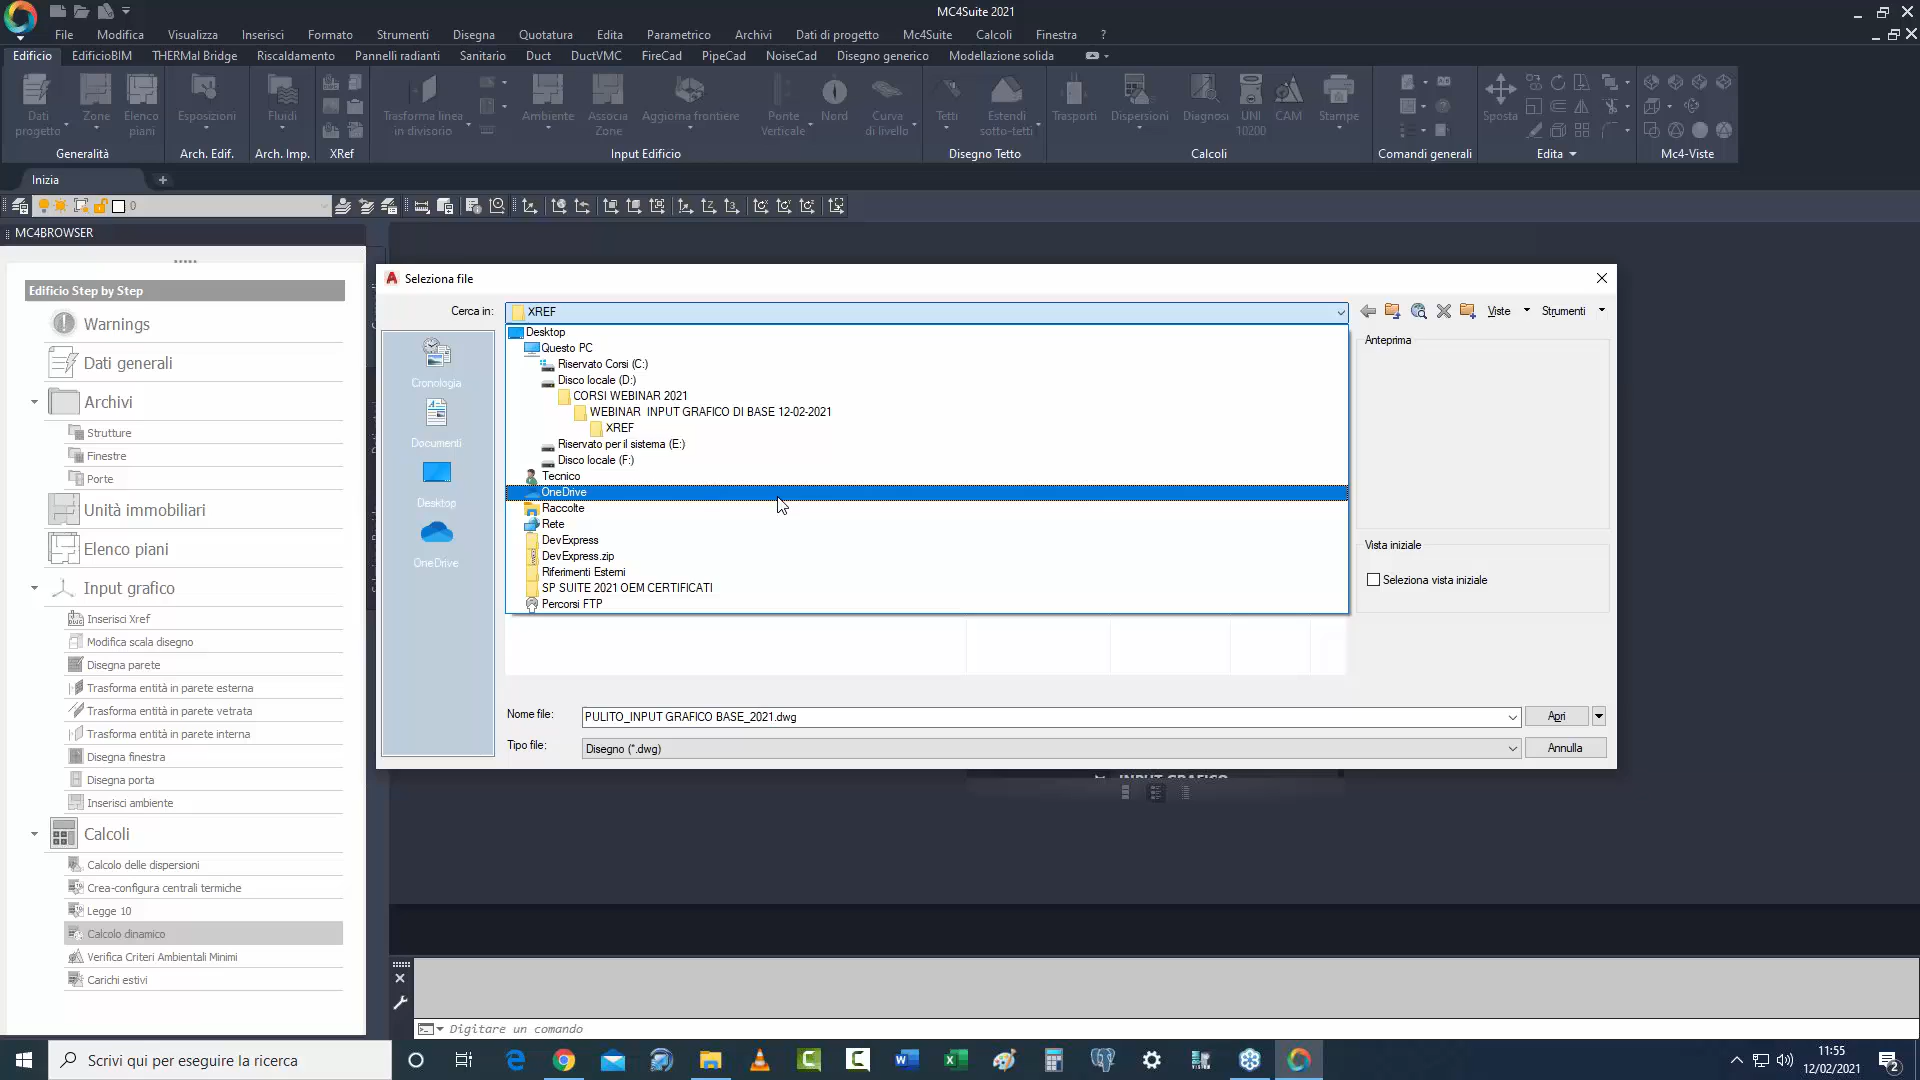 MC4Suite 2021
File Modifica Visualizza Inserisci Formato Strumenti Disegna Quotatura Edita Parametrico Archivi Dati di progetto Mc4Suite Calcoli Finestra ?
Edificio EdificioBIM THERMal Bridge Riscaldamento Pannelli radianti Sanitario Duct DuctVMC FireCad PipeCad NoiseCad Disegno generico Modellazione solida
Dati progetto
Zone
Elenco piani
Esposizioni
Fluidi
Trasforma linea in divisorio
Ambiente
Associa Zone
Aggiorna frontiere
Ponte Verticale
Nord
Curva di livello
Tetti
Estendi sotto-tetti
Trasporti
Dispersioni
Diagnosi
UNI 10200
CAM
Stampe
Sposta
Generalità Arch. Edif. Arch. Imp. XRef Input Edificio Disegno Tetto Calcoli Comandi generali Edita Mc4-Viste
Inizia
0
MC4BROWSER
Edificio Step by Step
Warnings
Dati generali
Archivi
Strutture
Finestre
Porte
Unità immobiliari
Elenco piani
Input grafico
Inserisci Xref
Modifica scala disegno
Disegna parete
Trasforma entità in parete esterna
Trasforma entità in parete vetrata
Trasforma entità in parete interna
Disegna finestra
Disegna porta
Inserisci ambiente
Calcoli
Calcolo delle dispersioni
Crea-configura centrali termiche
Legge 10
Calcolo dinamico
Verifica Criteri Ambientali Minimi
Carichi estivi
Seleziona file
Cerca in: XREF
Viste Strumenti
Cronologia
Documenti
Desktop
OneDrive
Desktop
Questo PC
Riservato Corsi (C:)
Disco locale (D:)
CORSI WEBINAR 2021
WEBINAR INPUT GRAFICO DI BASE 12-02-2021
XREF
Riservato per il sistema (E:)
Disco locale (F:)
Tecnico
OneDrive
Raccolte
Rete
DevExpress
DevExpress.zip
Riferimenti Esterni
SP SUITE 2021 OEM CERTIFICATI
Percorsi FTP
Anteprima
Vista iniziale
Seleziona vista iniziale
Nome file: PULITO_INPUT GRAFICO BASE_2021.dwg
Apri
Tipo file: Disegno (*.dwg)
Annulla
INPUT GRAFICO
Digitare un comando
Scrivi qui per eseguire la ricerca
11:55
12/02/2021
2